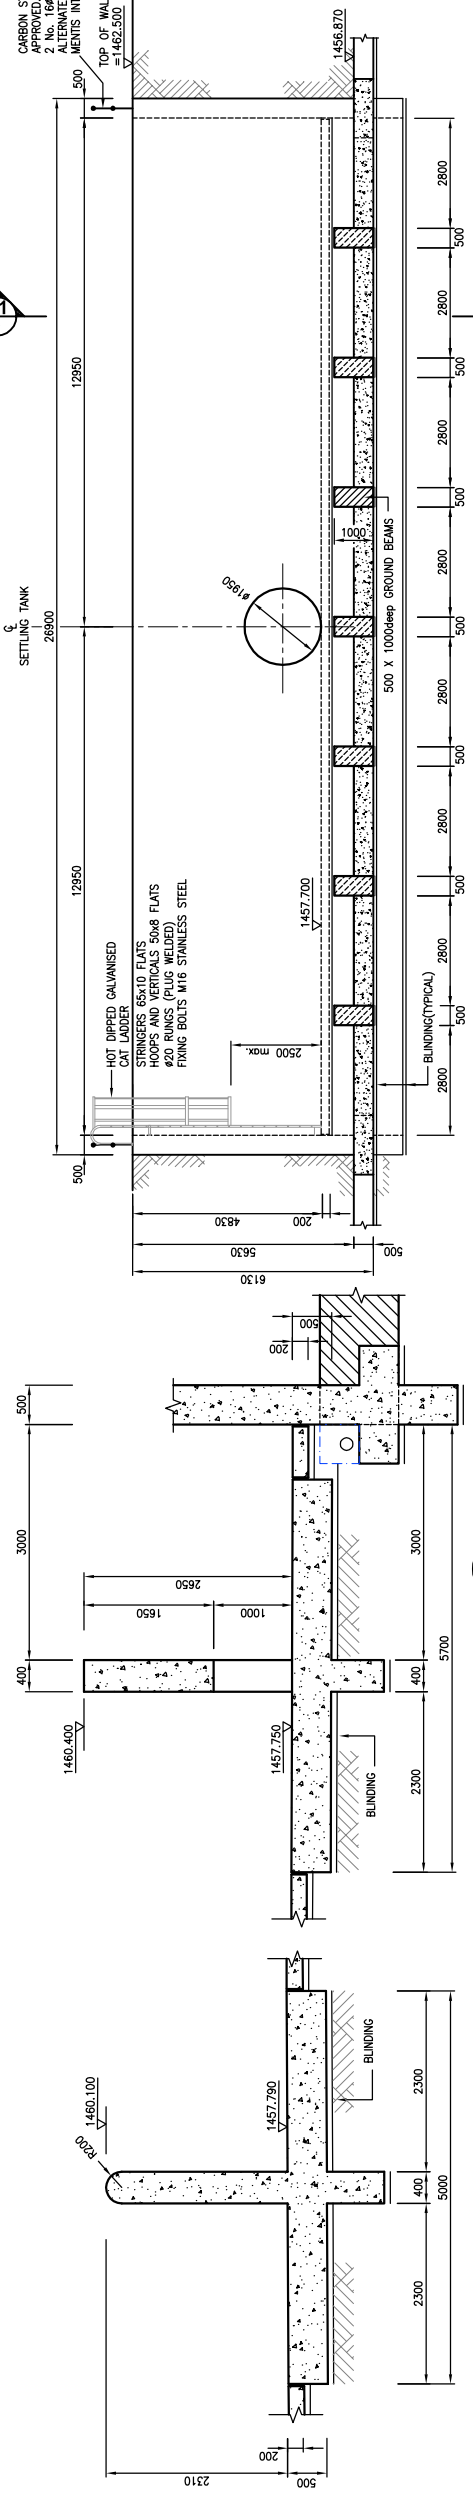 CARBON S
APPROVED.
2 No. 16Ø
ALTERNATE
MENTIS INT
TOP OF WAL
=1462.500
1456.870
500
12950
12950
500
26900
℄
SETTLING TANK
1
HOT DIPPED GALVANISED
CAT LADDER
STRINGERS 65x10 FLATS
HOOPS AND VERTICALS 50x8 FLATS
Ø20 RUNGS (PLUG WELDED)
FIXING BOLTS M16 STAINLESS STEEL
ø1950
1457.700
2500 max.
1000
500 X 1000deep GROUND BEAMS
BLINDING(TYPICAL)
2800
500
2800
500
2800
500
2800
500
2800
500
2800
500
2800
500
2800
4830
200
5630
500
6130
3000
500
400
2650
1650
1000
1460.400
1457.750
200
500
BLINDING
2300
400
3000
5700
1460.100
R200
1457.790
BLINDING
2310
200
500
2300
400
2300
5000